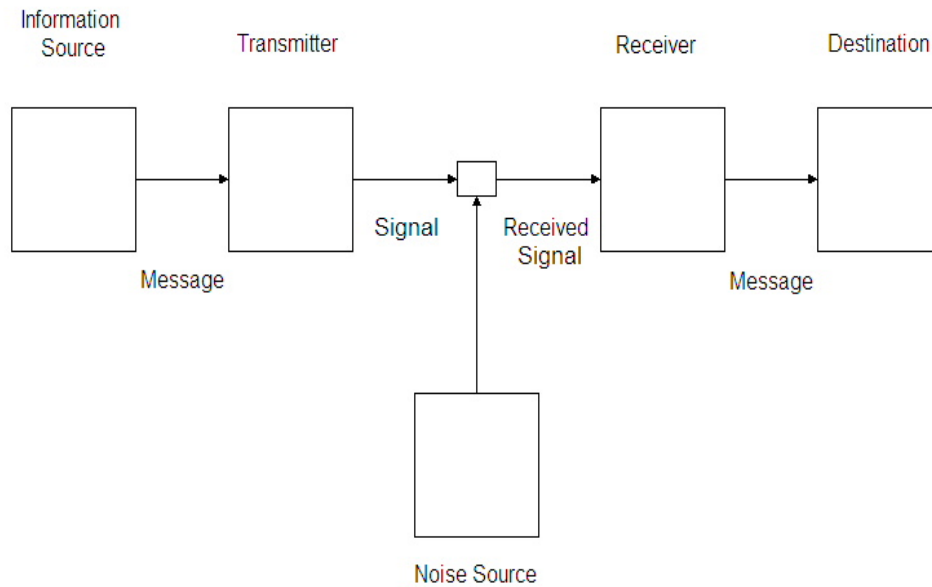 Information
Source
Transmitter
Receiver
Destination
Signal
Received
Signal
Message
Message
Noise Source